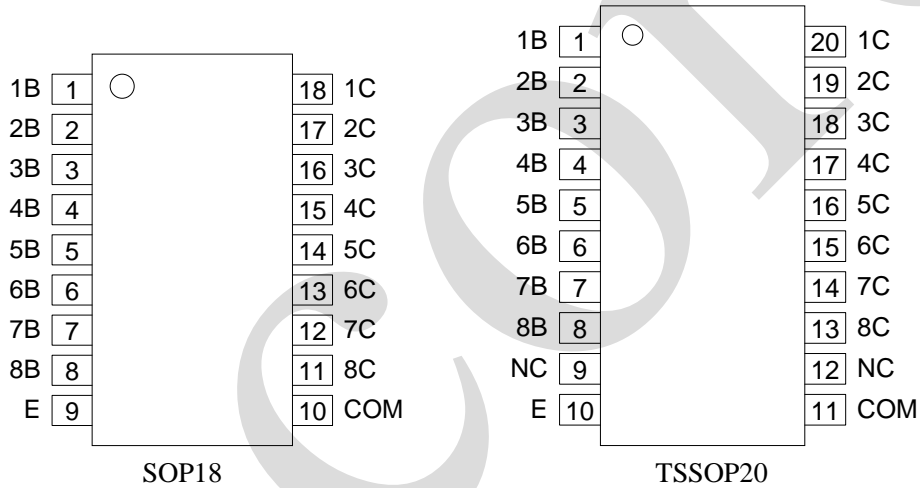 1B 1 18 1C
2B 2 17 2C
3B 3 16 3C
4B 4 15 4C
5B 5 14 5C
6B 6 13 6C
7B 7 12 7C
8B 8 11 8C
E 9 10 COM
SOP18
1B 1 20 1C
2B 2 19 2C
3B 3 18 3C
4B 4 17 4C
5B 5 16 5C
6B 6 15 6C
7B 7 14 7C
8B 8 13 8C
NC 9 12 NC
E 10 11 COM
TSSOP20